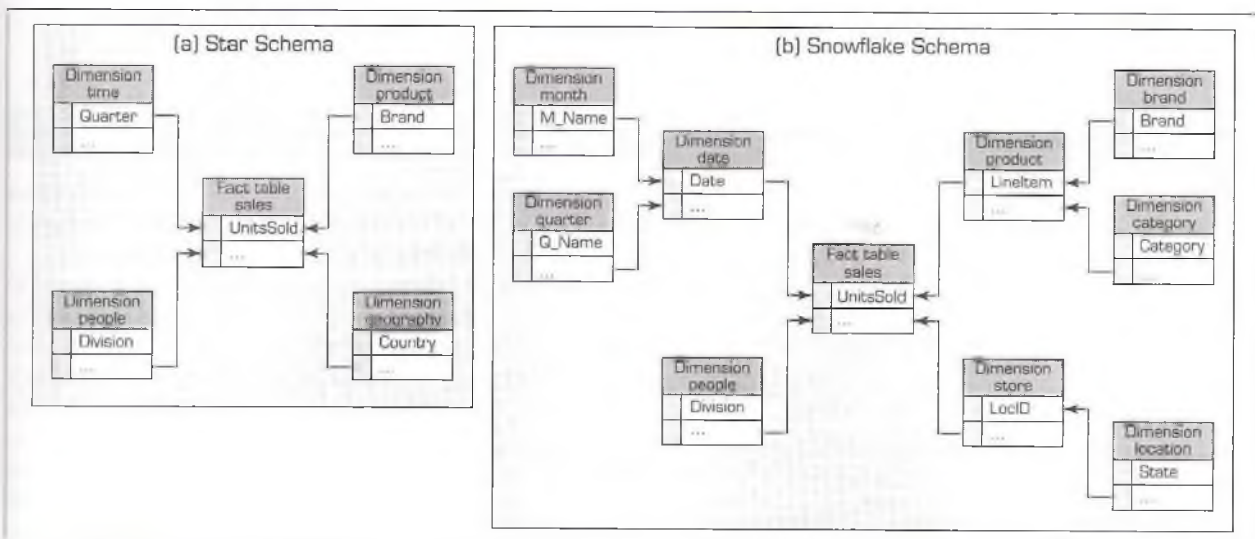 (a) Star Schema
Dimension
time
Quarter
...
Dimension
product
Brand
...
Fact table
sales
UnitsSold
...
Dimension
people
Division
...
Dimension
geography
Country
...
(b) Snowflake Schema
Dimension
month
M_Name
...
Dimension
quarter
Q_Name
...
Dimension
date
Date
...
Dimension
product
LineItem
...
Dimension
brand
Brand
...
Dimension
category
Category
...
Fact table
sales
UnitsSold
...
Dimension
people
Division
...
Dimension
store
LocID
...
Dimension
location
State
...